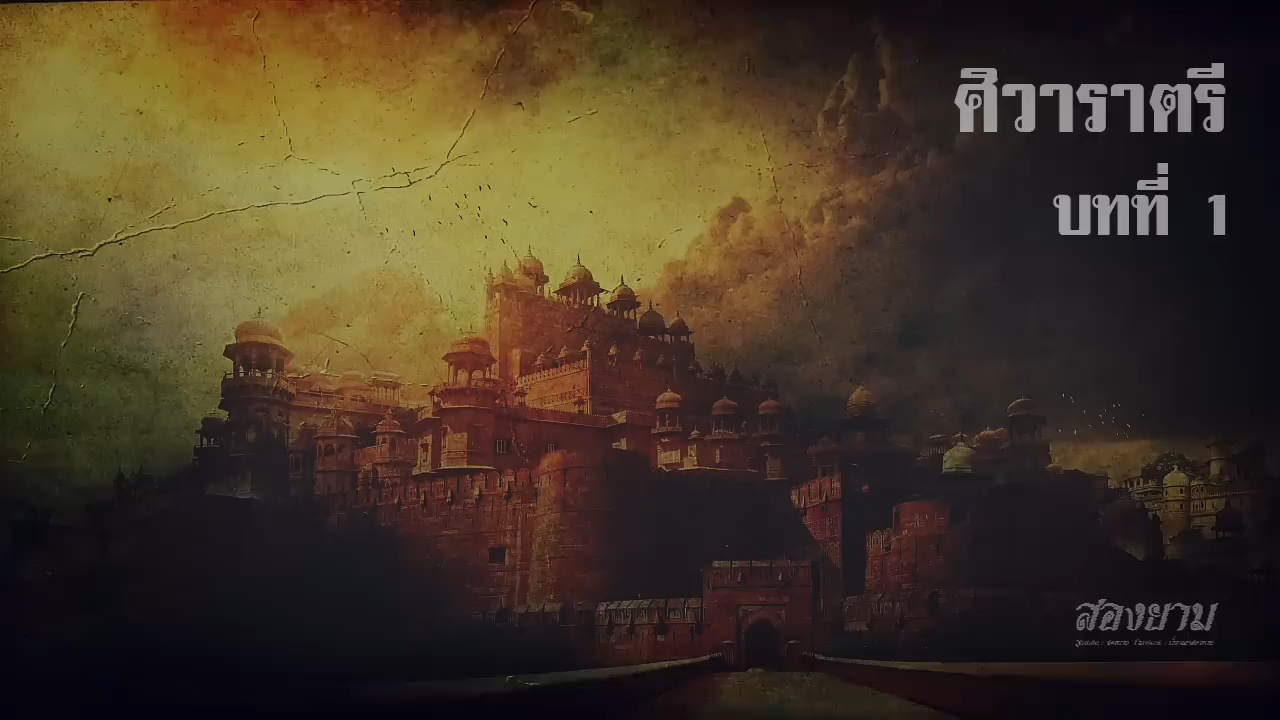 ศิวาราตรี
บทที่ 1
สองยาม